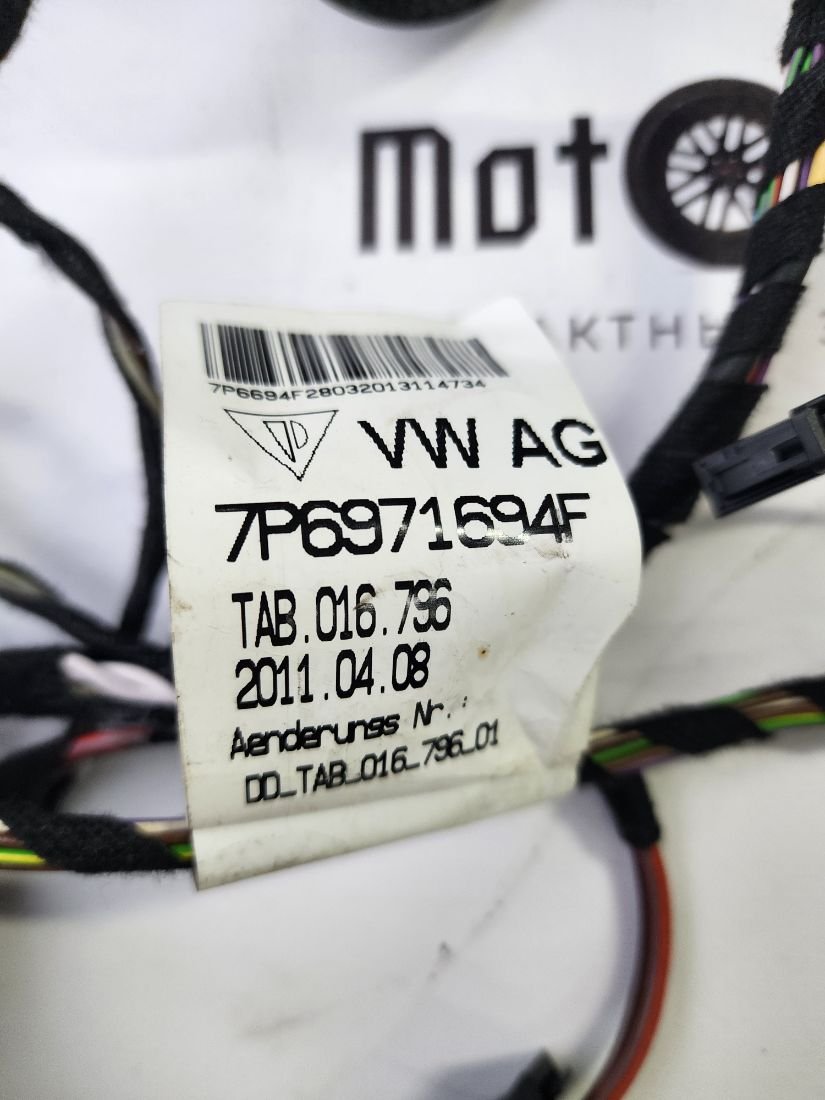 Mot
АКТНЫ
7P6694F28032013114734
VW AG
7P6971694F
TAB.016.796
2011.04.08
Aenderungs Nr.:
DD_TAB_016_796_01